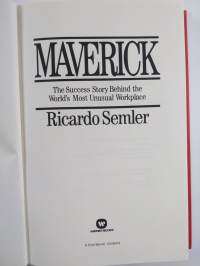 MAVERICK
The Success Story Behind the
World's Most Unusual Workplace
Ricardo Semler